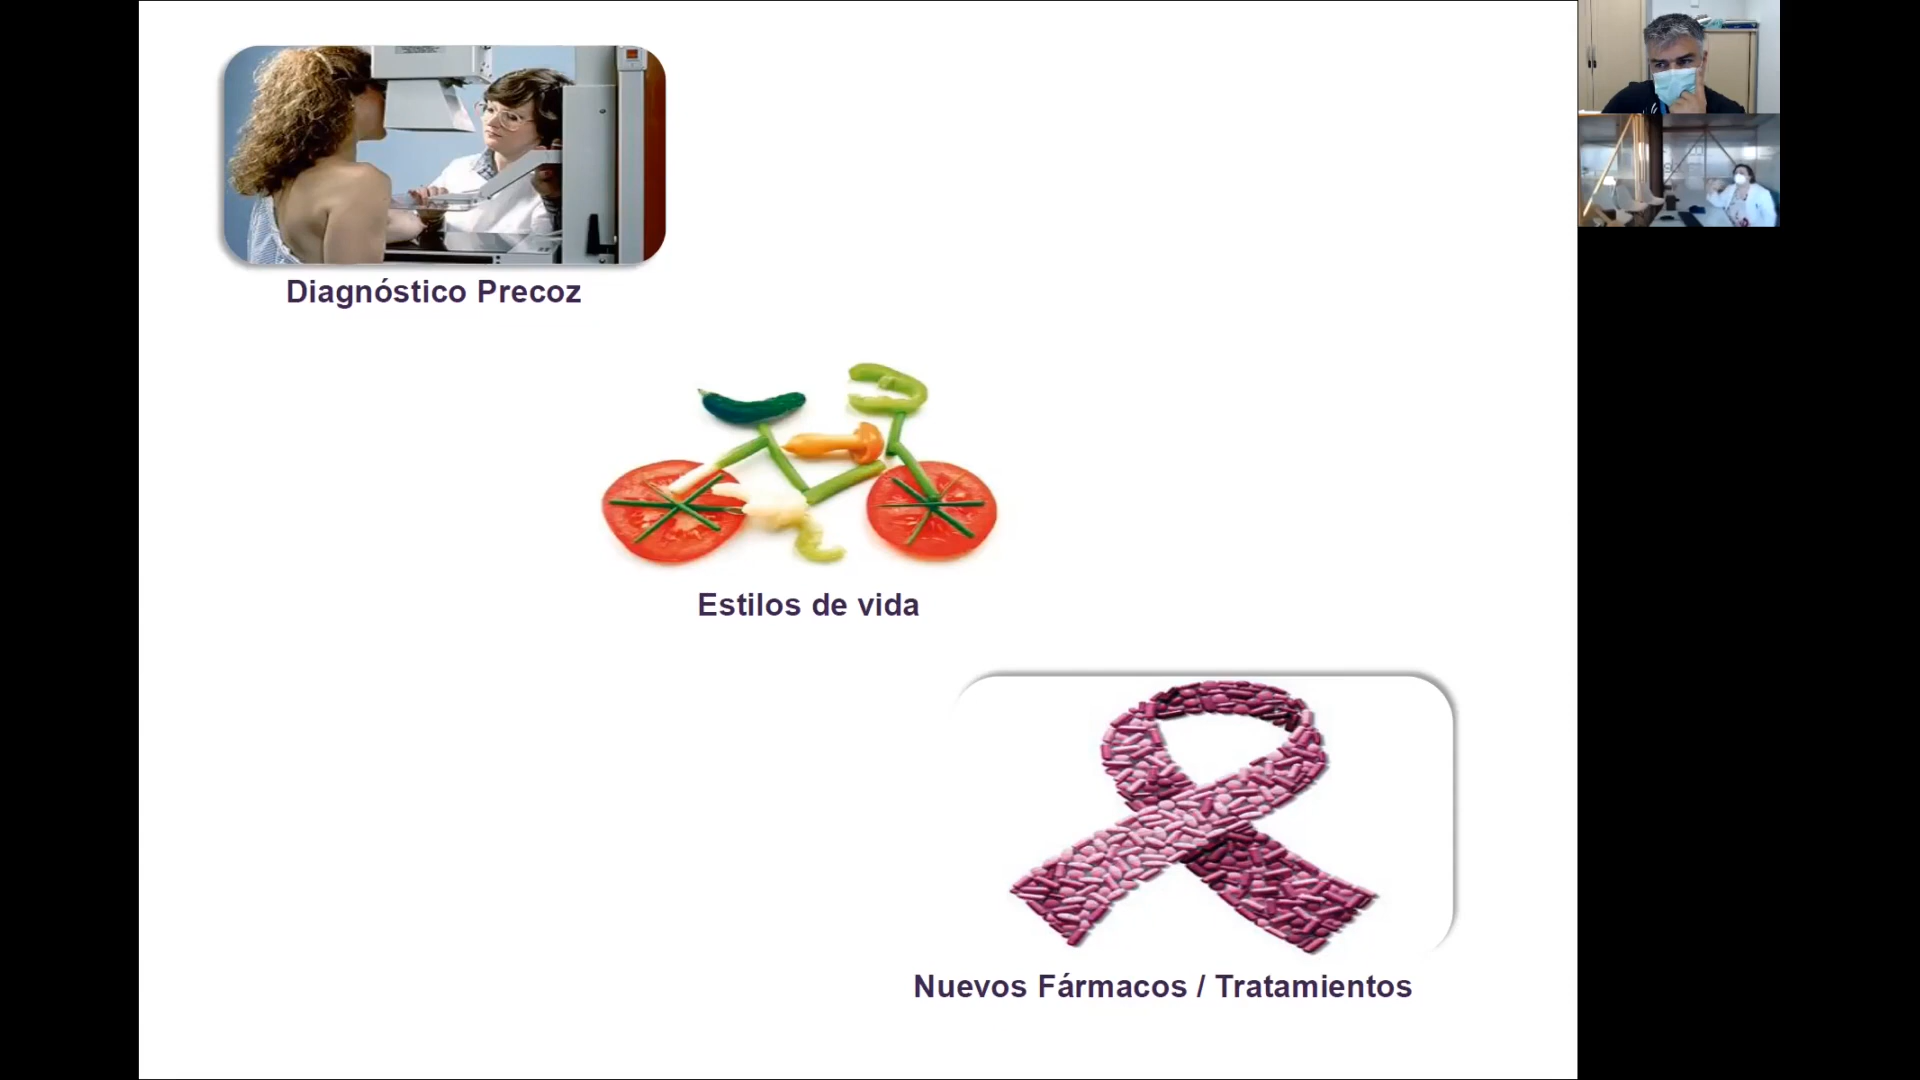 Diagnóstico Precoz
Estilos de vida
Nuevos Fármacos / Tratamientos